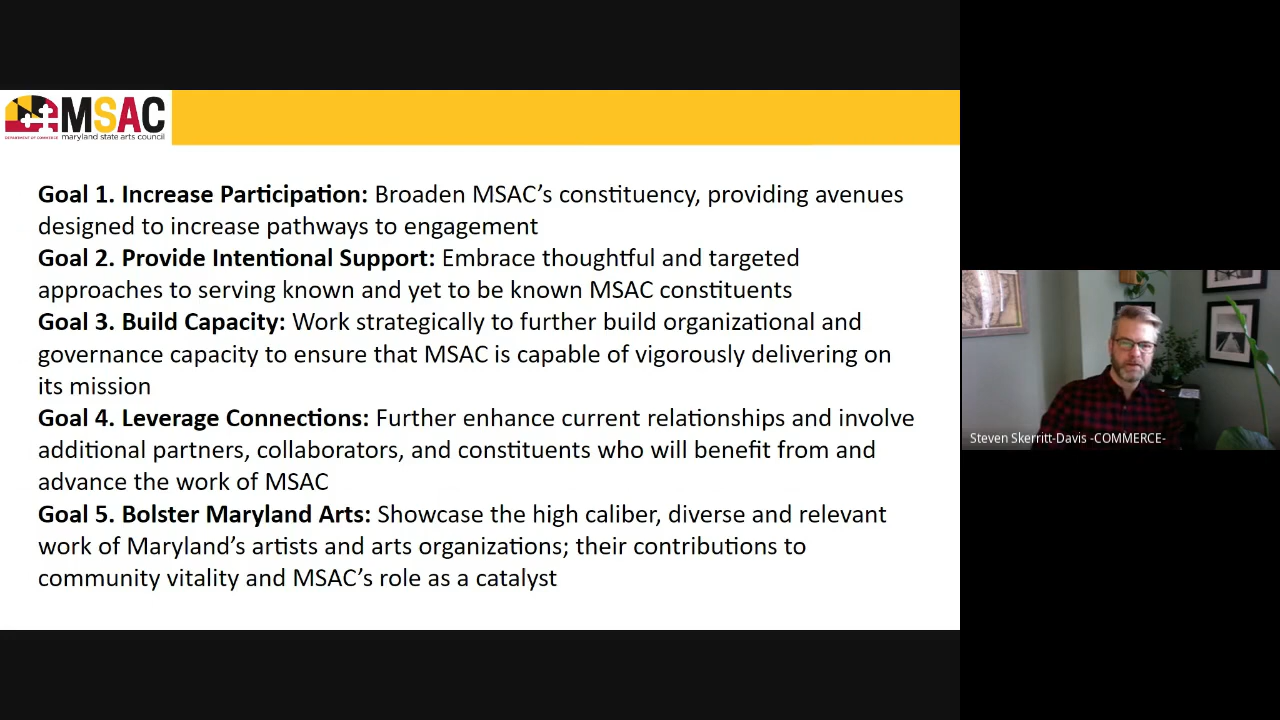 MSAC
DEPARTMENT OF COMMERCE
maryland state arts council
Goal 1. Increase Participation: Broaden MSAC’s constituency, providing avenues
designed to increase pathways to engagement
Goal 2. Provide Intentional Support: Embrace thoughtful and targeted
approaches to serving known and yet to be known MSAC constituents
Goal 3. Build Capacity: Work strategically to further build organizational and
governance capacity to ensure that MSAC is capable of vigorously delivering on
its mission
Goal 4. Leverage Connections: Further enhance current relationships and involve
additional partners, collaborators, and constituents who will benefit from and
advance the work of MSAC
Goal 5. Bolster Maryland Arts: Showcase the high caliber, diverse and relevant
work of Maryland’s artists and arts organizations; their contributions to
community vitality and MSAC’s role as a catalyst
Steven Skerritt-Davis -COMMERCE-